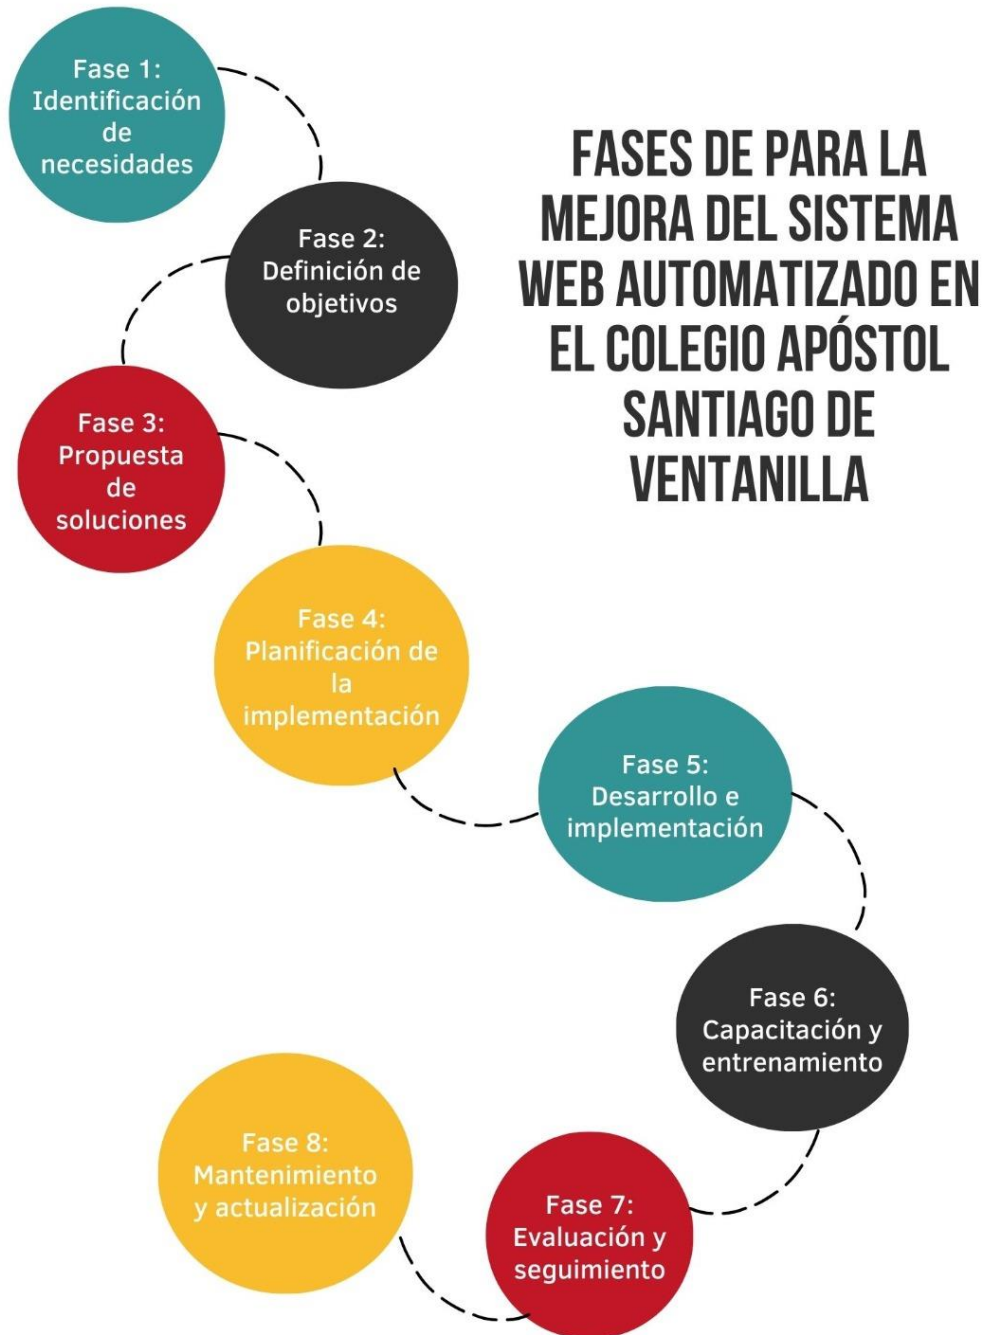 FASES DE PARA LA
MEJORA DEL SISTEMA
WEB AUTOMATIZADO EN
EL COLEGIO APÓSTOL
SANTIAGO DE
VENTANILLA
Fase 1:
Identificación
de
necesidades
Fase 2:
Definición de
objetivos
Fase 3:
Propuesta
de
soluciones
Fase 4:
Planificación de
la
implementación
Fase 5:
Desarrollo e
implementación
Fase 6:
Capacitación y
entrenamiento
Fase 7:
Evaluación y
seguimiento
Fase 8:
Mantenimiento
y actualización